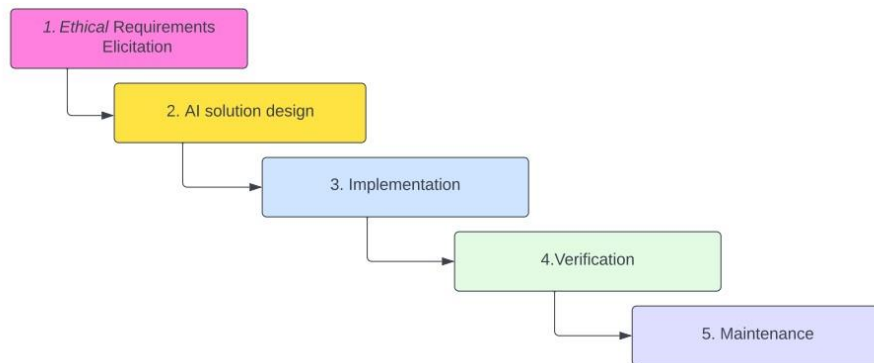 1. Ethical Requirements
Elicitation
2. AI solution design
3. Implementation
4.Verification
5. Maintenance